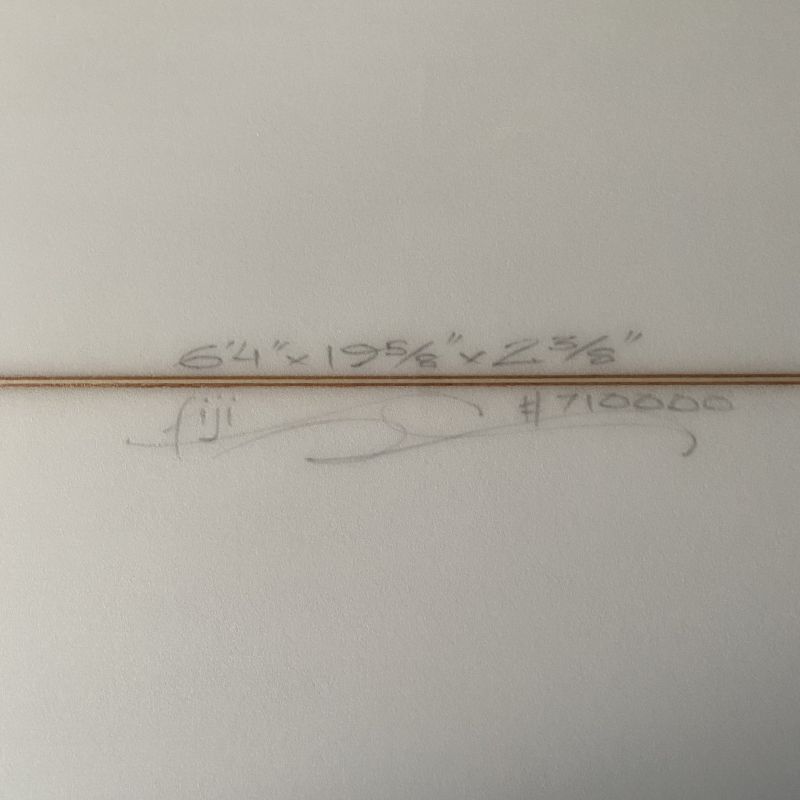 6'4" x 19 5/8" x 2 3/8"
fiji #710000